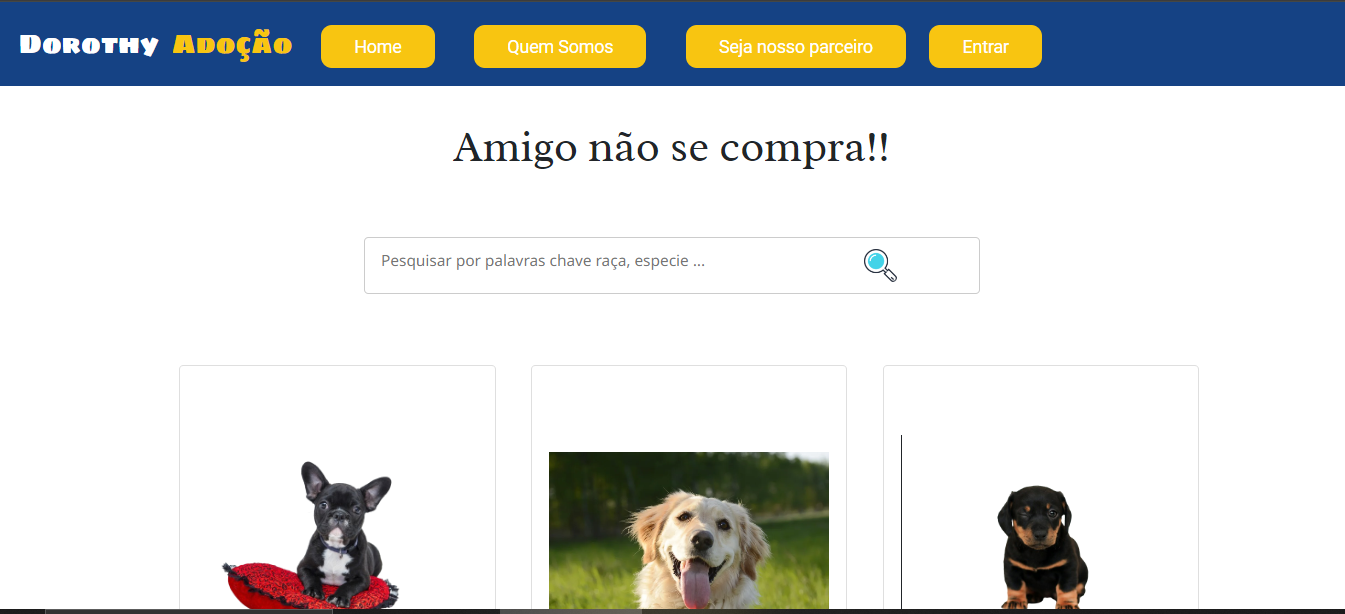 Dorothy Adoção
Home
Quem Somos
Seja nosso parceiro
Entrar
Amigo não se compra!!
Pesquisar por palavras chave raça, especie ...